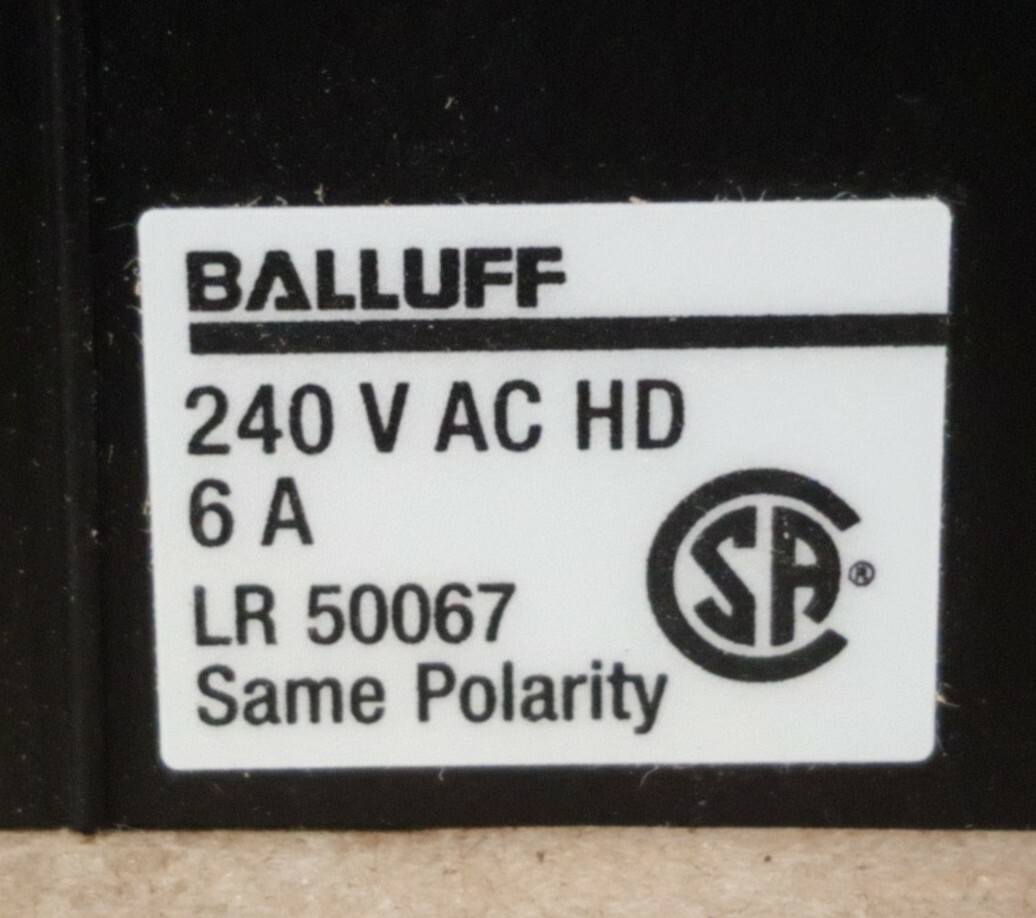 BALLUFF
240 V AC HD
6 A
LR 50067
Same Polarity
CSA ®